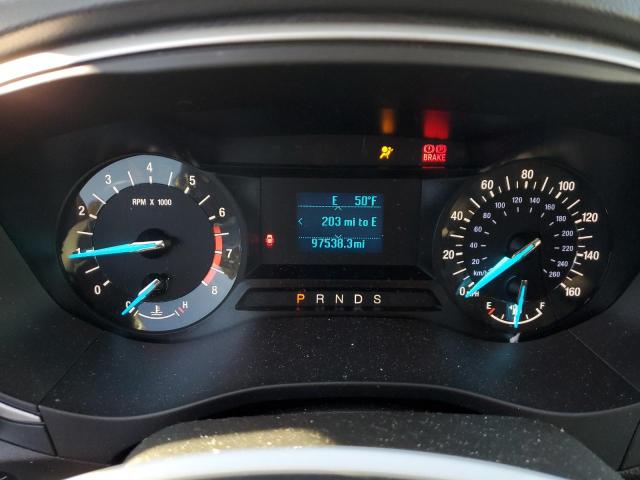 BRAKE
E 50°F
< 203 mi to E
97538.3mi
P R N D S
RPM X 1000
0 1 2 3 4 5 6 7 8
C H
0 20 40 60 80 100 120 140 160
MPH
20 40 60 80 100 120 140 160 180 200 220 260
km/h
E F